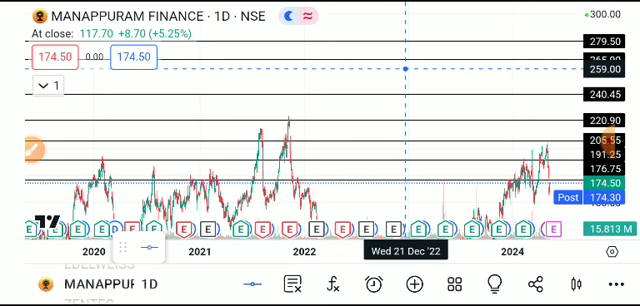 MANAPPURAM FINANCE · 1D · NSE
At close: 117.70 +8.70 (+5.25%)
174.50 0.00 174.50
1
300.00
279.50
259.00
240.45
220.90
205.55
191.25
176.75
174.50
Post 174.30
15.813 M
E E E E D E E E E E E E E E E E E E E E E
2020 2021 2022 Wed 21 Dec '22 2024
EDELWEISS
MANAPPUR 1D
ZENTEC